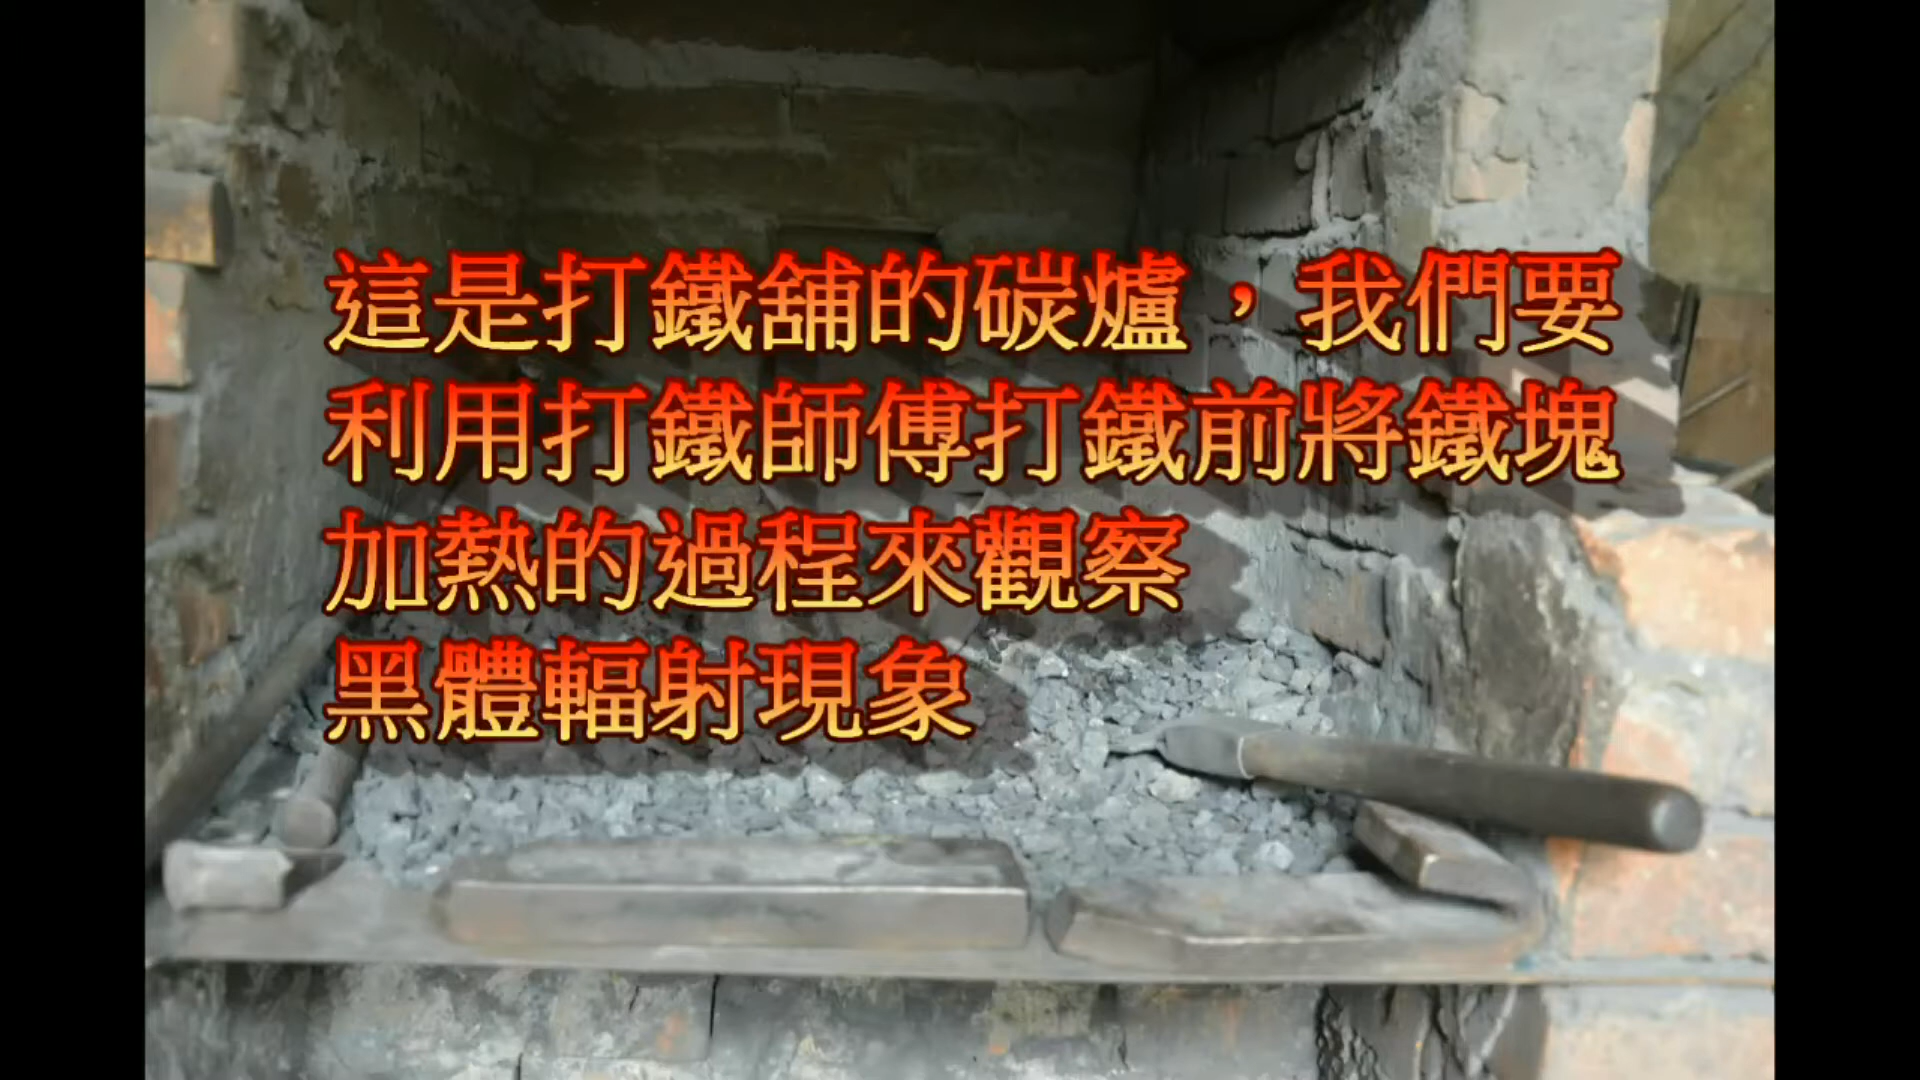 這是打鐵舖的碳爐，我們要
利用打鐵師傅打鐵前將鐵塊
加熱的過程來觀察
黑體輻射現象